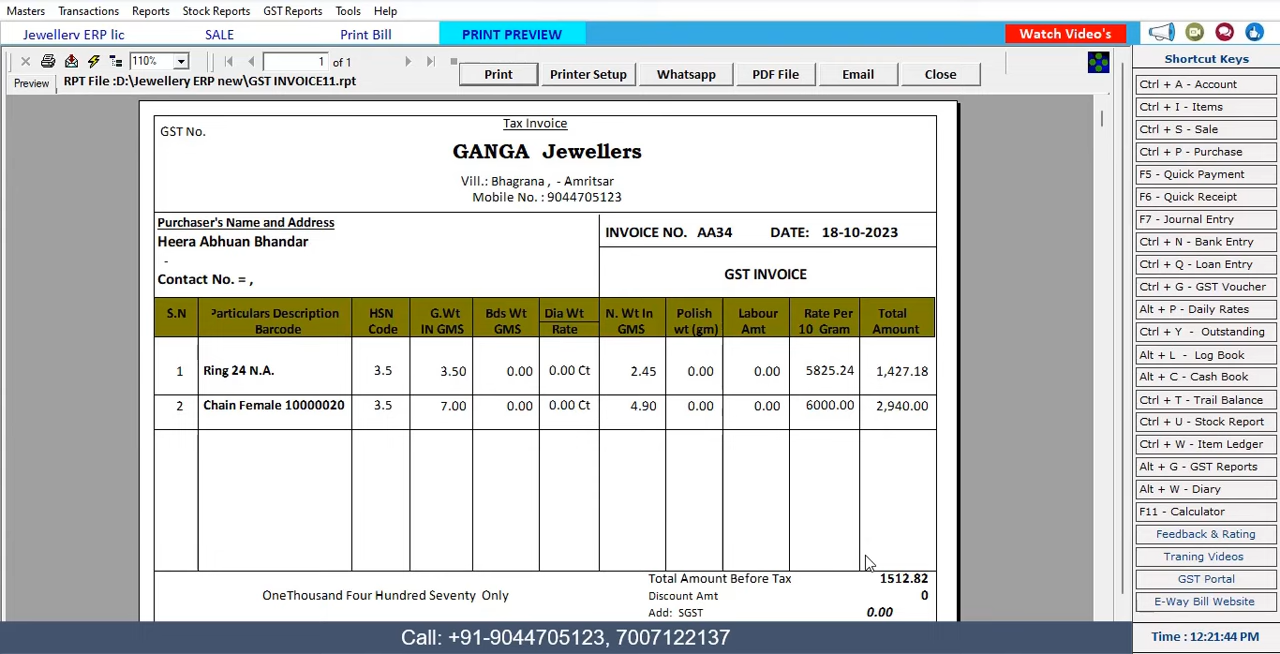 Masters Transactions Reports Stock Reports GST Reports Tools Help
Jewellery ERP lic SALE Print Bill PRINT PREVIEW Watch Video's
110% 1 of 1
Print Printer Setup Whatsapp PDF File Email Close
Preview RPT File :D:\Jewellery ERP new\GST INVOICE11.rpt
Tax Invoice
GST No.
GANGA Jewellers
Vill.: Bhagrana , - Amritsar
Mobile No. : 9044705123
Purchaser's Name and Address
Heera Abhuan Bhandar
-
Contact No. = ,
INVOICE NO. AA34 DATE: 18-10-2023
GST INVOICE
S.N Particulars Description Barcode HSN Code G.Wt IN GMS Bds Wt GMS Dia Wt Rate N. Wt In GMS Polish wt (gm) Labour Amt Rate Per 10 Gram Total Amount
1 Ring 24 N.A. 3.5 3.50 0.00 0.00 Ct 2.45 0.00 0.00 5825.24 1,427.18
2 Chain Female 10000020 3.5 7.00 0.00 0.00 Ct 4.90 0.00 0.00 6000.00 2,940.00
Total Amount Before Tax 1512.82
OneThousand Four Hundred Seventy Only
Discount Amt 0
Add: SGST 0.00
Call: +91-9044705123, 7007122137
Shortcut Keys
Ctrl + A - Account
Ctrl + I - Items
Ctrl + S - Sale
Ctrl + P - Purchase
F5 - Quick Payment
F6 - Quick Receipt
F7 - Journal Entry
Ctrl + N - Bank Entry
Ctrl + Q - Loan Entry
Ctrl + G - GST Voucher
Alt + P - Daily Rates
Ctrl + Y - Outstanding
Alt + L - Log Book
Alt + C - Cash Book
Ctrl + T - Trail Balance
Ctrl + U - Stock Report
Ctrl + W - Item Ledger
Alt + G - GST Reports
Alt + W - Diary
F11 - Calculator
Feedback & Rating
Traning Videos
GST Portal
E-Way Bill Website
Time : 12:21:44 PM